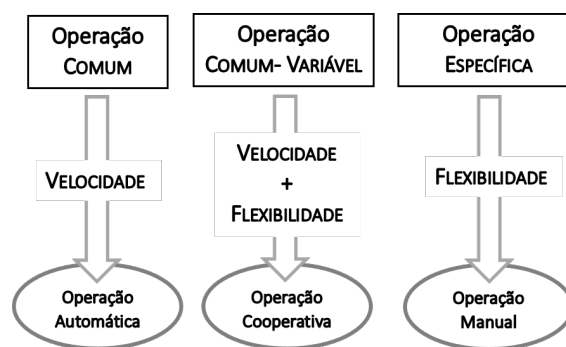 Operação
COMUM
VELOCIDADE
Operação
Automática
Operação
COMUM- VARIÁVEL
VELOCIDADE
+
FLEXIBILIDADE
Operação
Cooperativa
Operação
ESPECÍFICA
FLEXIBILIDADE
Operação
Manual